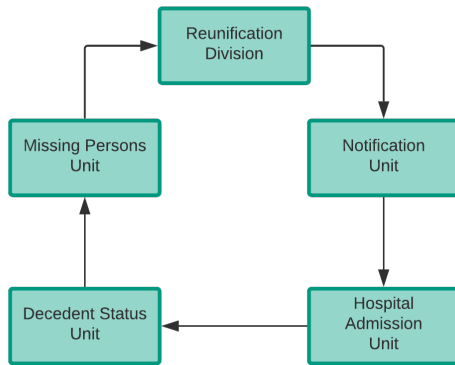 Reunification
Division
Missing Persons
Unit
Notification
Unit
Decedent Status
Unit
Hospital
Admission
Unit